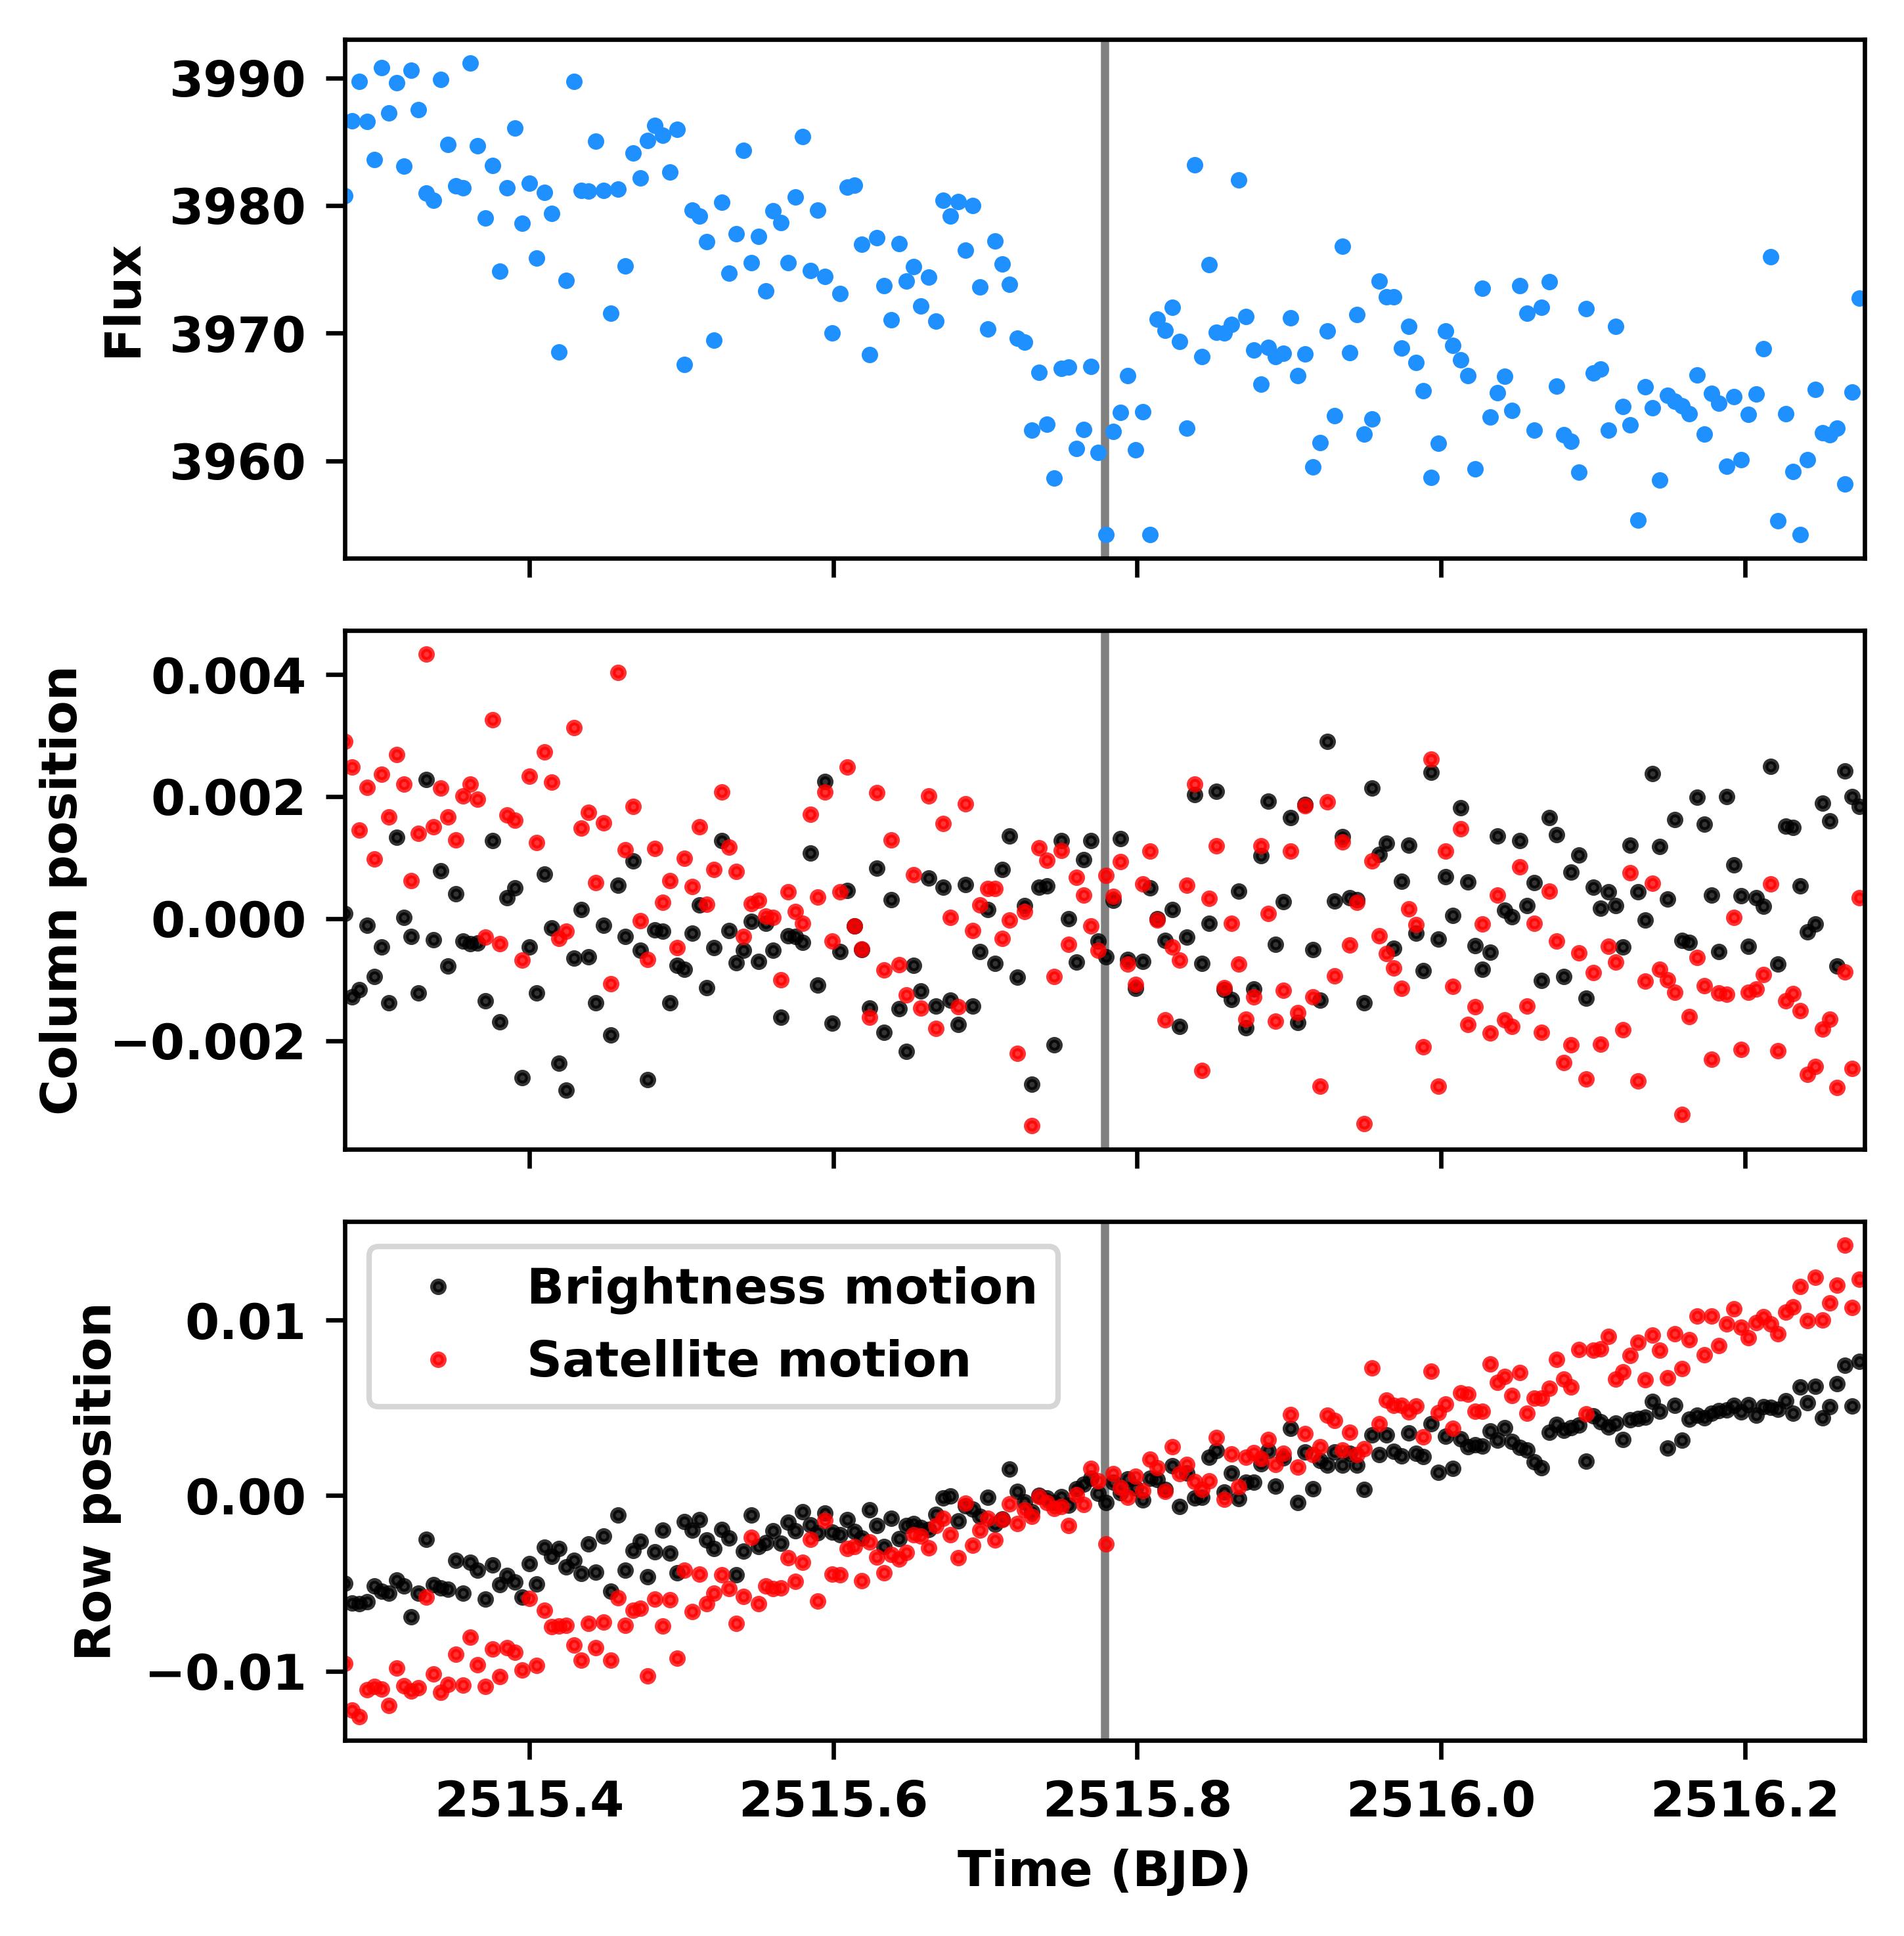 Flux
3990
3980
3970
3960
Column position
0.004
0.002
0.000
−0.002
Row position
0.01
0.00
−0.01
Brightness motion
Satellite motion
2515.4 2515.6 2515.8 2516.0 2516.2
Time (BJD)